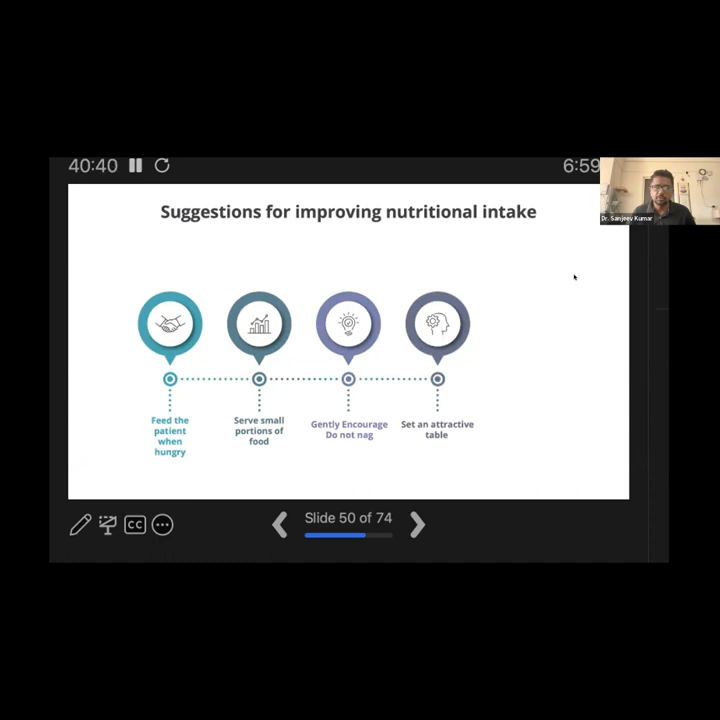 40:40
6:59
Dr. Sanjeev Kumar
Suggestions for improving nutritional intake
Feed the
patient
when
hungry
Serve small
portions of
food
Gently Encourage
Do not nag
Set an attractive
table
CC
Slide 50 of 74